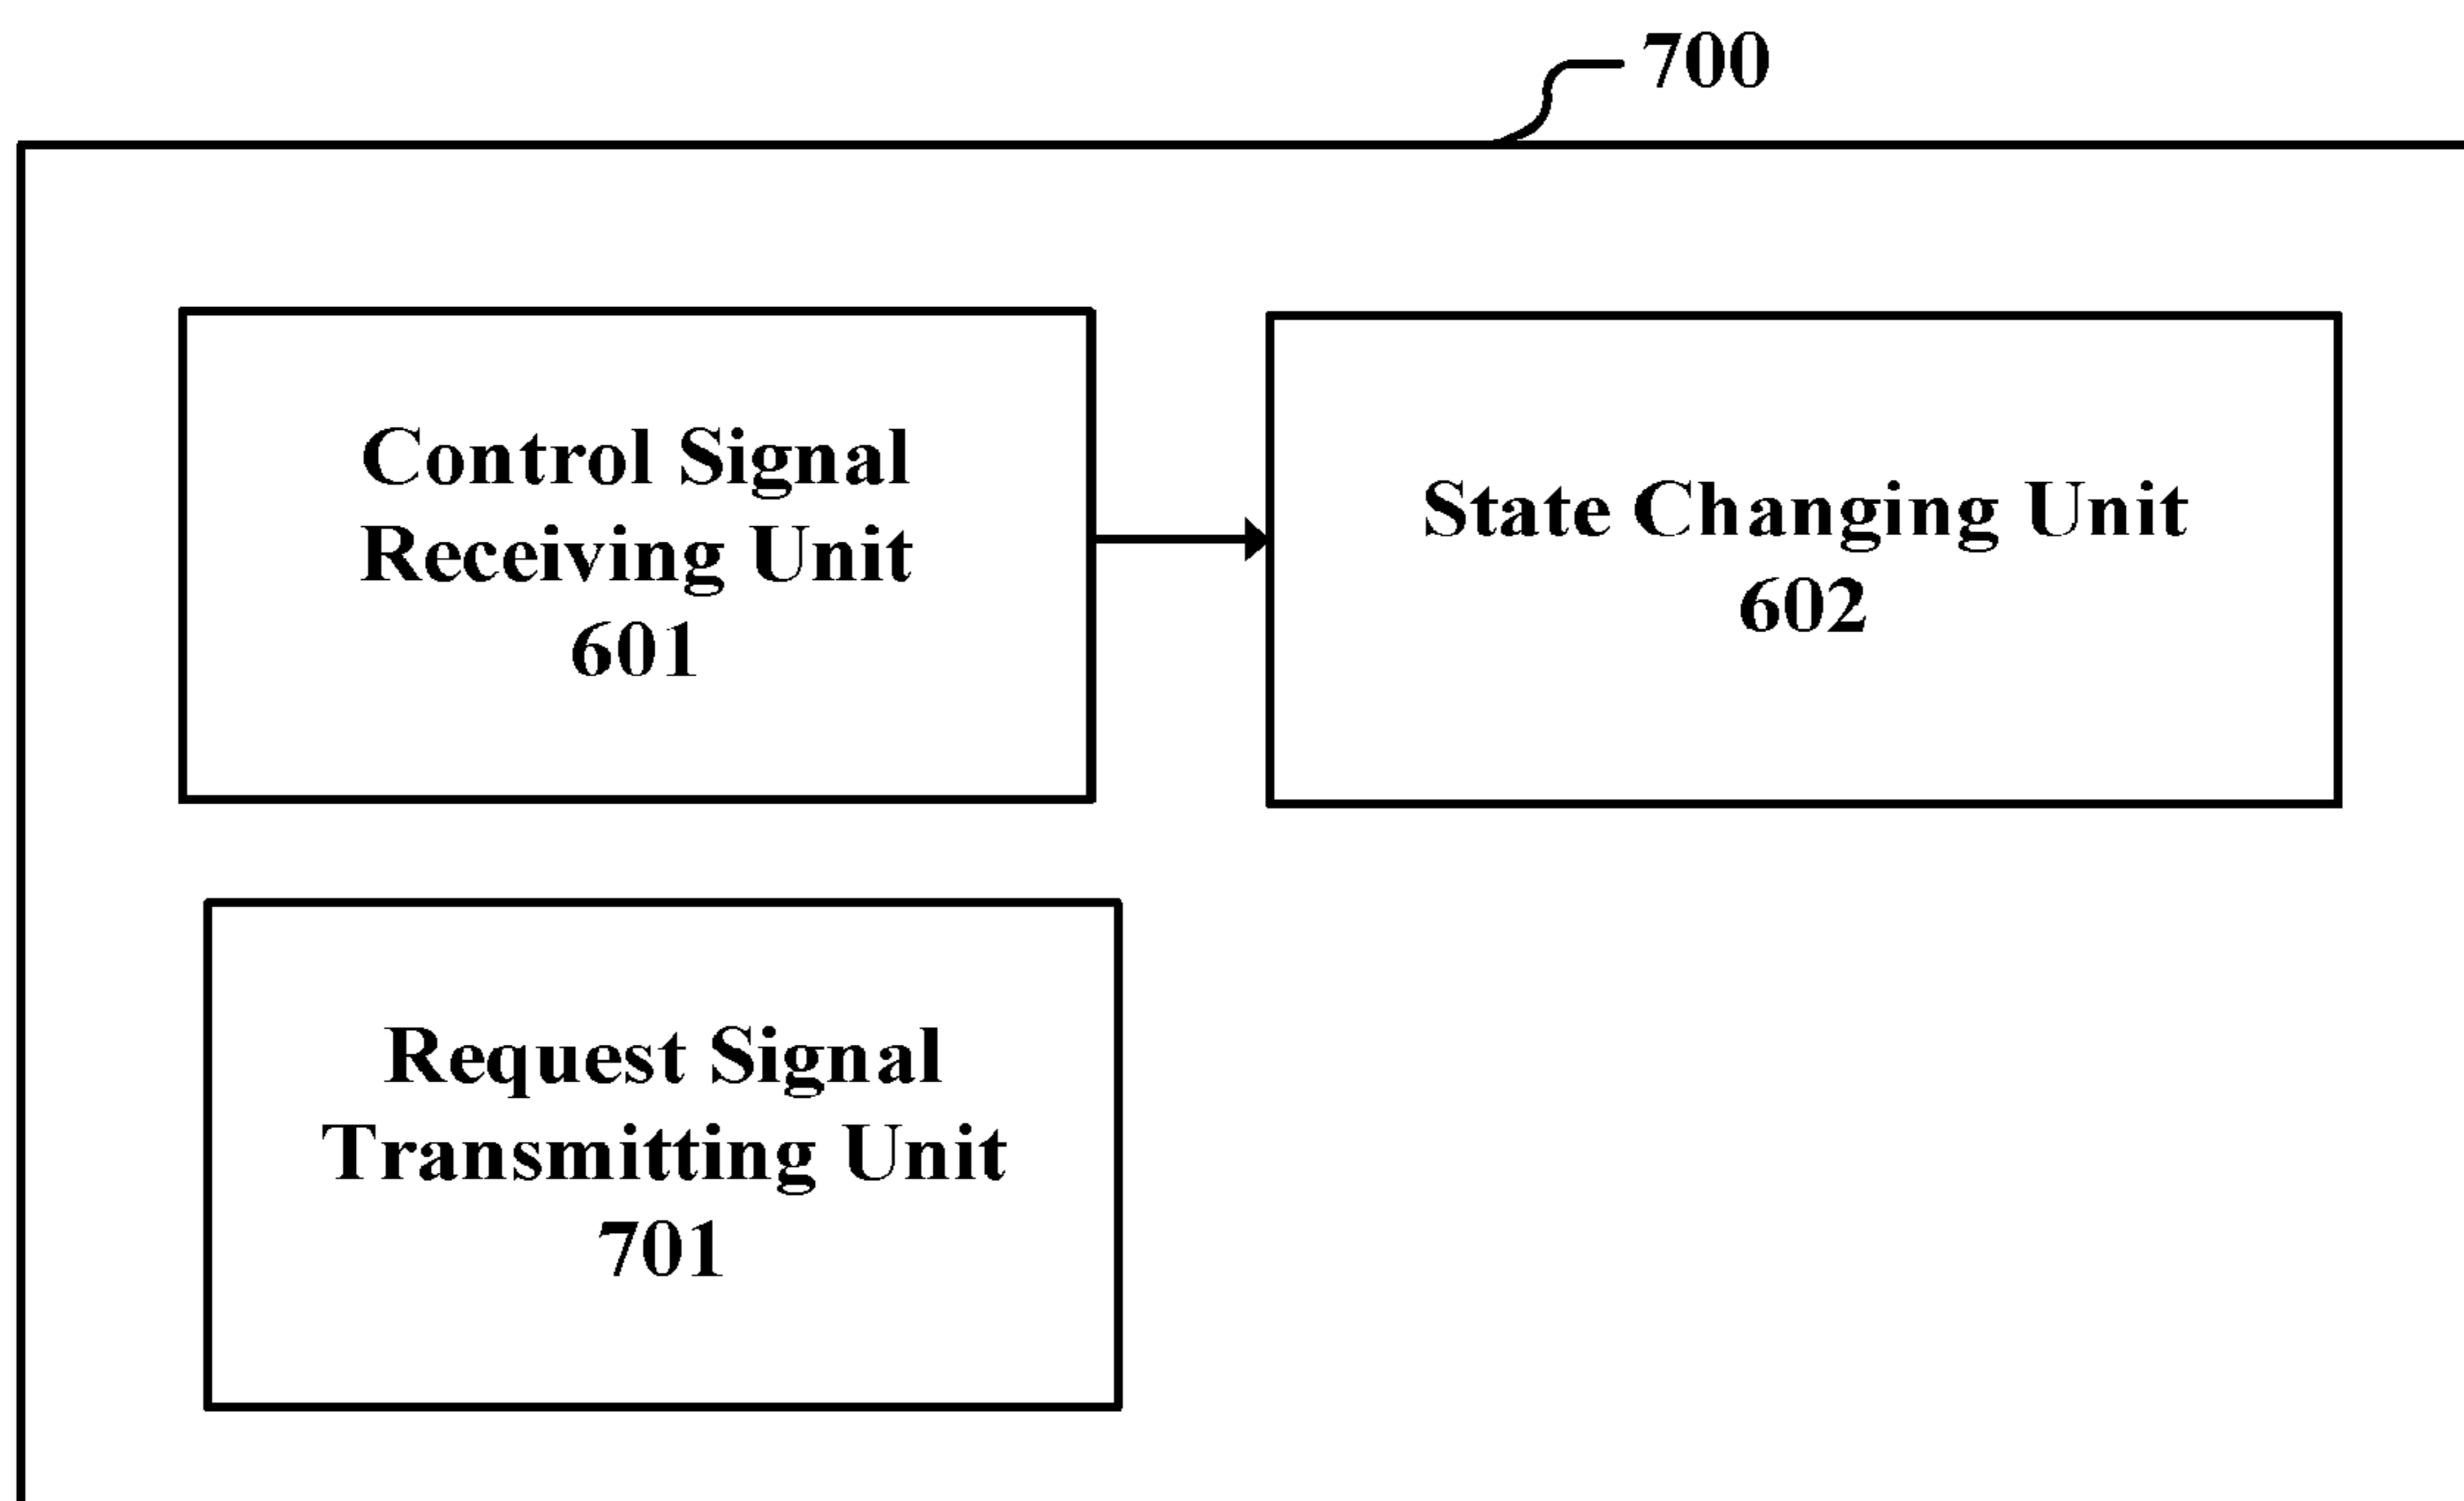 700
Control Signal
Receiving Unit
601
State Changing Unit
602
Request Signal
Transmitting Unit
701